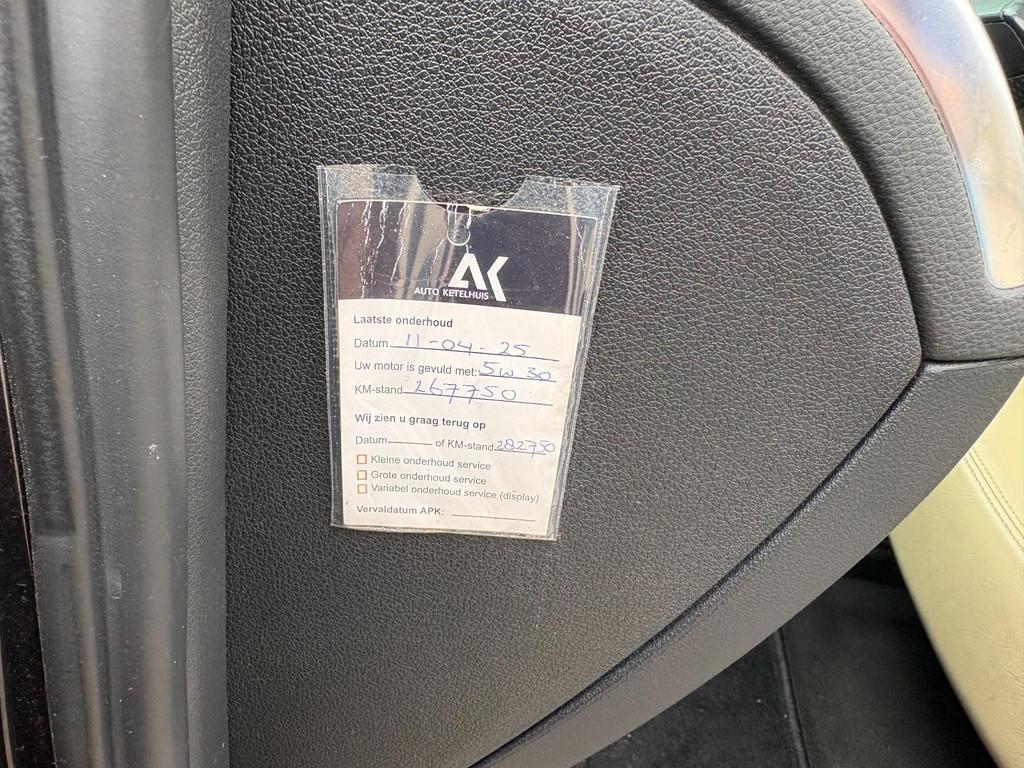 AK
AUTO KETELHUIS
Laatste onderhoud
Datum 11-04-25
Uw motor is gevuld met: 5W 30
KM-stand 267750
Wij zien u graag terug op
Datum of KM-stand 282750
Kleine onderhoud service
Grote onderhoud service
Variabel onderhoud service (display)
Vervaldatum APK: